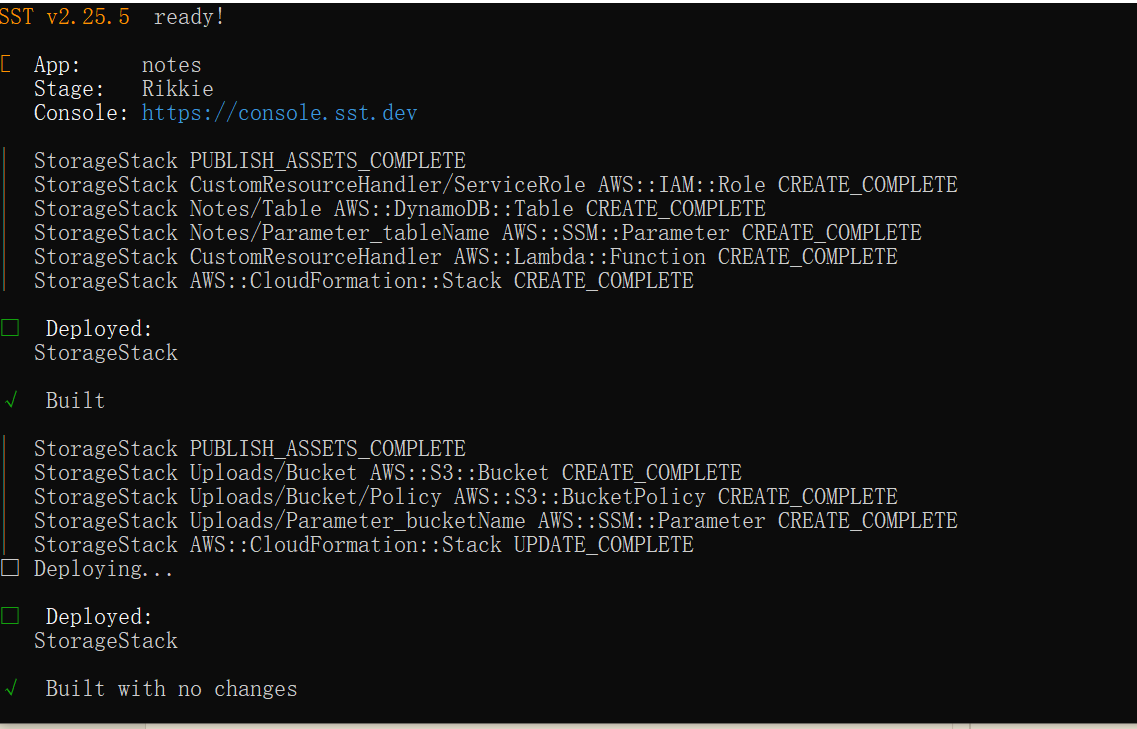 SST v2.25.5 ready!
App: notes
Stage: Rikkie
Console: https://console.sst.dev
StorageStack PUBLISH_ASSETS_COMPLETE
StorageStack CustomResourceHandler/ServiceRole AWS::IAM::Role CREATE_COMPLETE
StorageStack Notes/Table AWS::DynamoDB::Table CREATE_COMPLETE
StorageStack Notes/Parameter_tableName AWS::SSM::Parameter CREATE_COMPLETE
StorageStack CustomResourceHandler AWS::Lambda::Function CREATE_COMPLETE
StorageStack AWS::CloudFormation::Stack CREATE_COMPLETE
□ Deployed:
StorageStack
√ Built
StorageStack PUBLISH_ASSETS_COMPLETE
StorageStack Uploads/Bucket AWS::S3::Bucket CREATE_COMPLETE
StorageStack Uploads/Bucket/Policy AWS::S3::BucketPolicy CREATE_COMPLETE
StorageStack Uploads/Parameter_bucketName AWS::SSM::Parameter CREATE_COMPLETE
StorageStack AWS::CloudFormation::Stack UPDATE_COMPLETE
□ Deploying...
□ Deployed:
StorageStack
√ Built with no changes